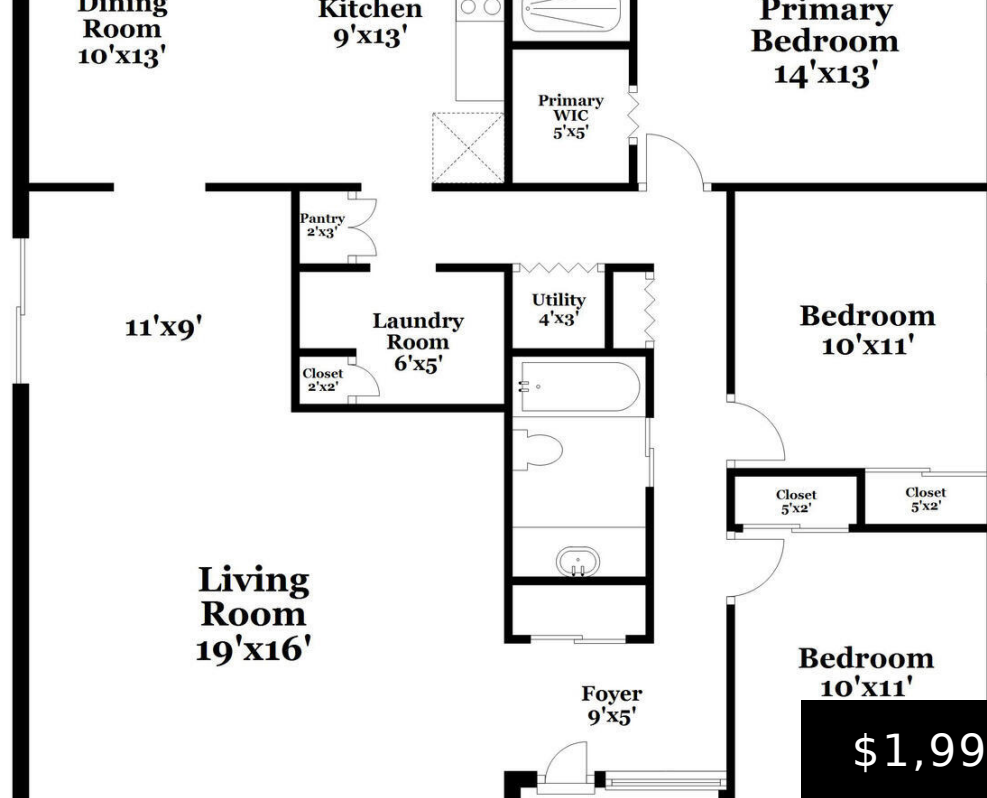 Dining
Room
10'x13'
Kitchen
9'x13'
Primary
Bedroom
14'x13'
Primary
WIC
5'x5'
Pantry
2'x3'
11'x9'
Laundry
Room
6'x5'
Utility
4'x3'
Bedroom
10'x11'
Closet
2'x2'
Closet
5'x2'
Closet
5'x2'
Living
Room
19'x16'
Foyer
9'x5'
Bedroom
10'x11'
$1,99